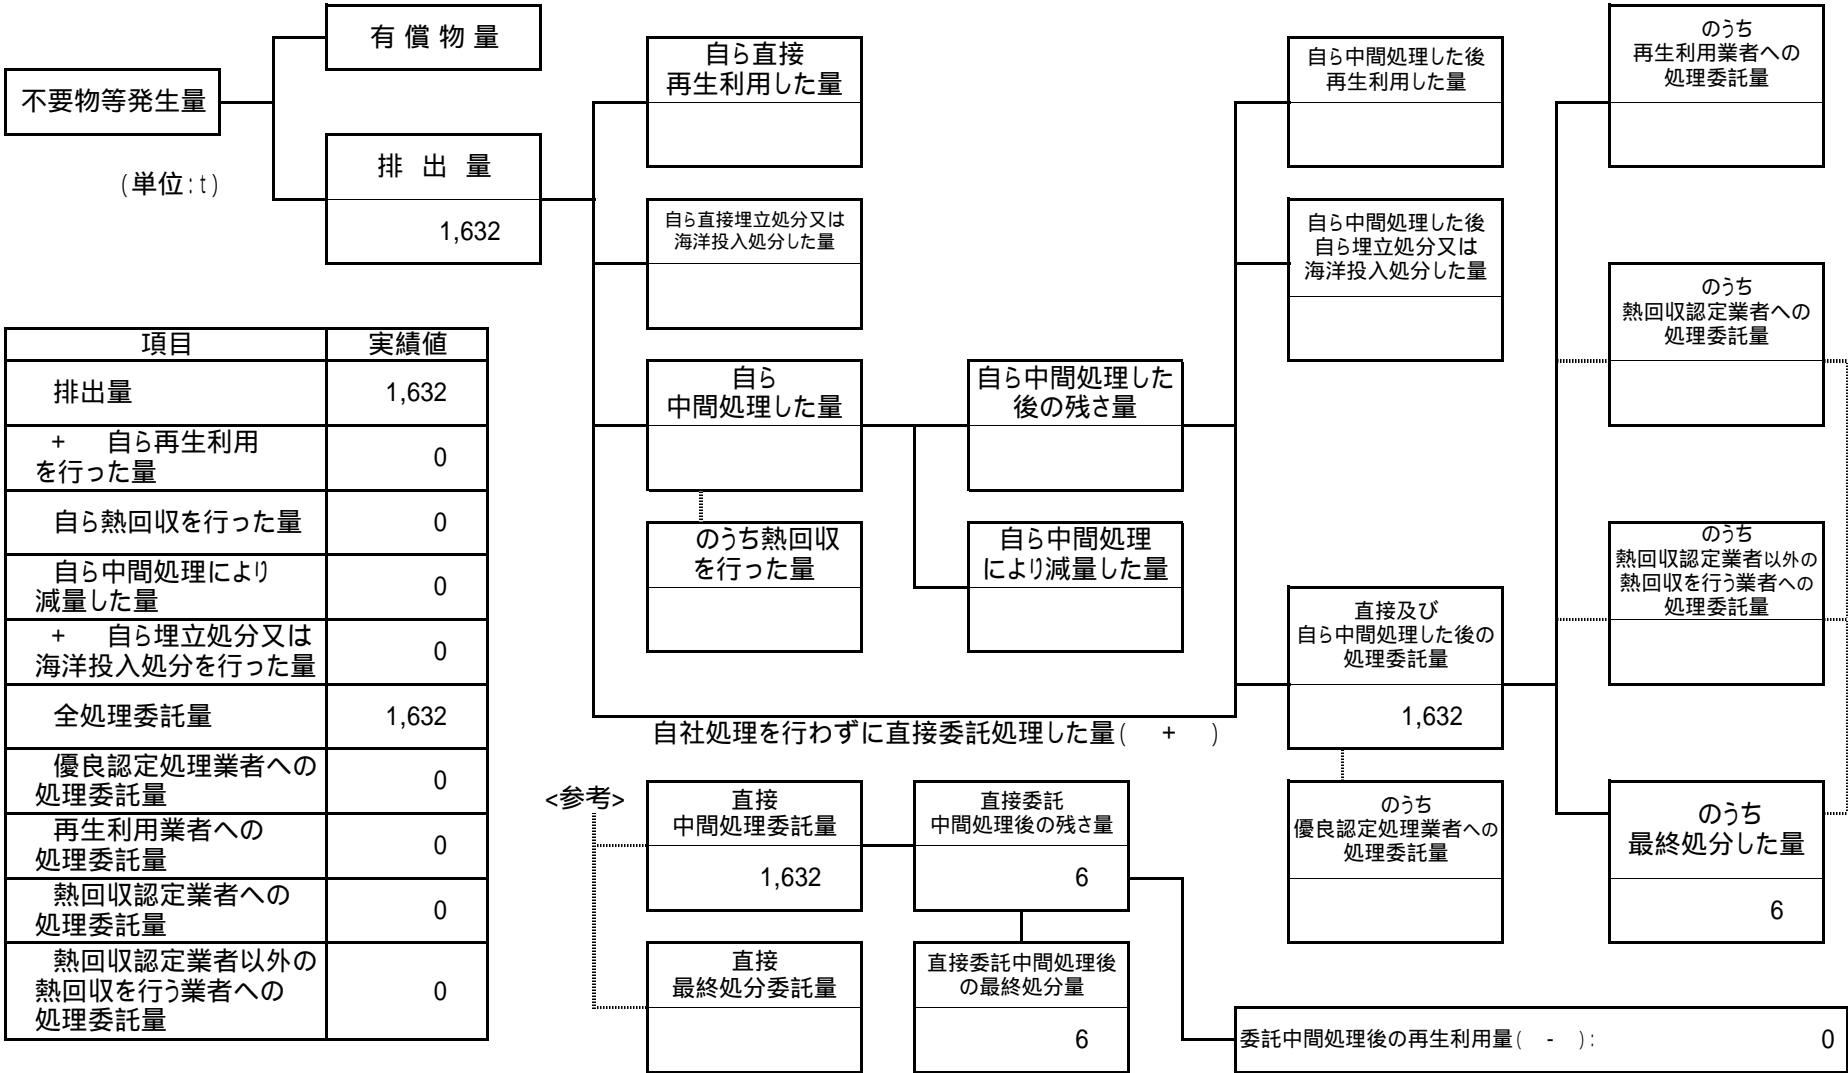 有 償 物 量
不要物等発生量
排 出 量
1,632
(単位:t)
自ら直接
再生利用した量
自ら直接埋立処分又は
海洋投入処分した量
自ら
中間処理した量
のうち熱回収
を行った量
自ら中間処理した
後の残さ量
自ら中間処理
により減量した量
自ら中間処理した後
再生利用した量
自ら中間処理した後
自ら埋立処分又は
海洋投入処分した量
直接及び
自ら中間処理した後の
処理委託量
1,632
のうち
優良認定処理業者への
処理委託量
のうち
再生利用業者への
処理委託量
のうち
熱回収認定業者への
処理委託量
のうち
熱回収認定業者以外の
熱回収を行う業者への
処理委託量
のうち
最終処分した量
6
自社処理を行わずに直接委託処理した量( + )
項目 実績値
排出量 1,632
+ 自ら再生利用
を行った量 0
自ら熱回収を行った量 0
自ら中間処理により
減量した量 0
+ 自ら埋立処分又は
海洋投入処分を行った量 0
全処理委託量 1,632
優良認定処理業者への
処理委託量 0
再生利用業者への
処理委託量 0
熱回収認定業者への
処理委託量 0
熱回収認定業者以外の
熱回収を行う業者への
処理委託量 0
<参考>
直接
中間処理委託量
1,632
直接委託
中間処理後の残さ量
6
直接
最終処分委託量
直接委託中間処理後
の最終処分量
6
委託中間処理後の再生利用量( - ): 0